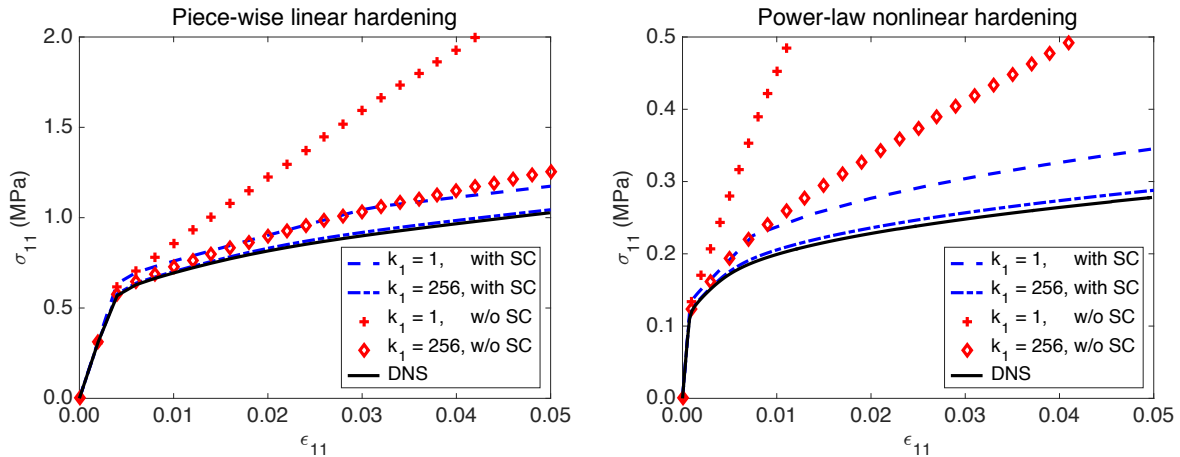 Piece-wise linear hardening
2.0
1.5
1.0
0.5
0.0
σ11 (MPa)
0.00 0.01 0.02 0.03 0.04 0.05
ϵ11
k1 = 1, with SC
k1 = 256, with SC
k1 = 1, w/o SC
k1 = 256, w/o SC
DNS
Power-law nonlinear hardening
0.5
0.4
0.3
0.2
0.1
0.0
σ11 (MPa)
0.00 0.01 0.02 0.03 0.04 0.05
ϵ11
k1 = 1, with SC
k1 = 256, with SC
k1 = 1, w/o SC
k1 = 256, w/o SC
DNS